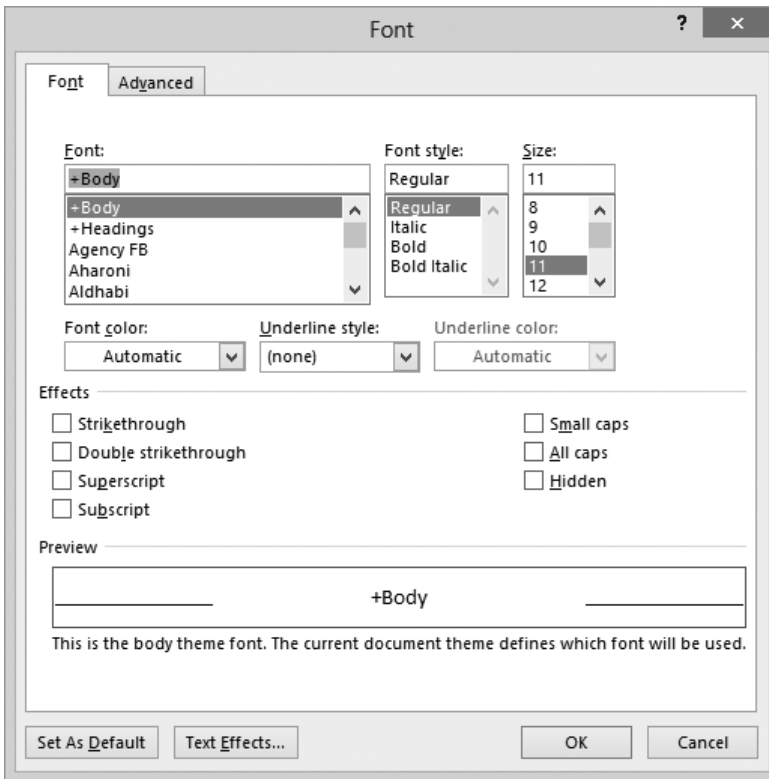 Font
?
Font Advanced
Font: Font style: Size:
+Body Regular 11
+Body Regular 8
+Headings Italic 9
Agency FB Bold 10
Aharoni Bold Italic 11
Aldhabi 12
Font color: Underline style: Underline color:
Automatic (none) Automatic
Effects
Strikethrough Small caps
Double strikethrough All caps
Superscript Hidden
Subscript
Preview
+Body
This is the body theme font. The current document theme defines which font will be used.
Set As Default Text Effects... OK Cancel